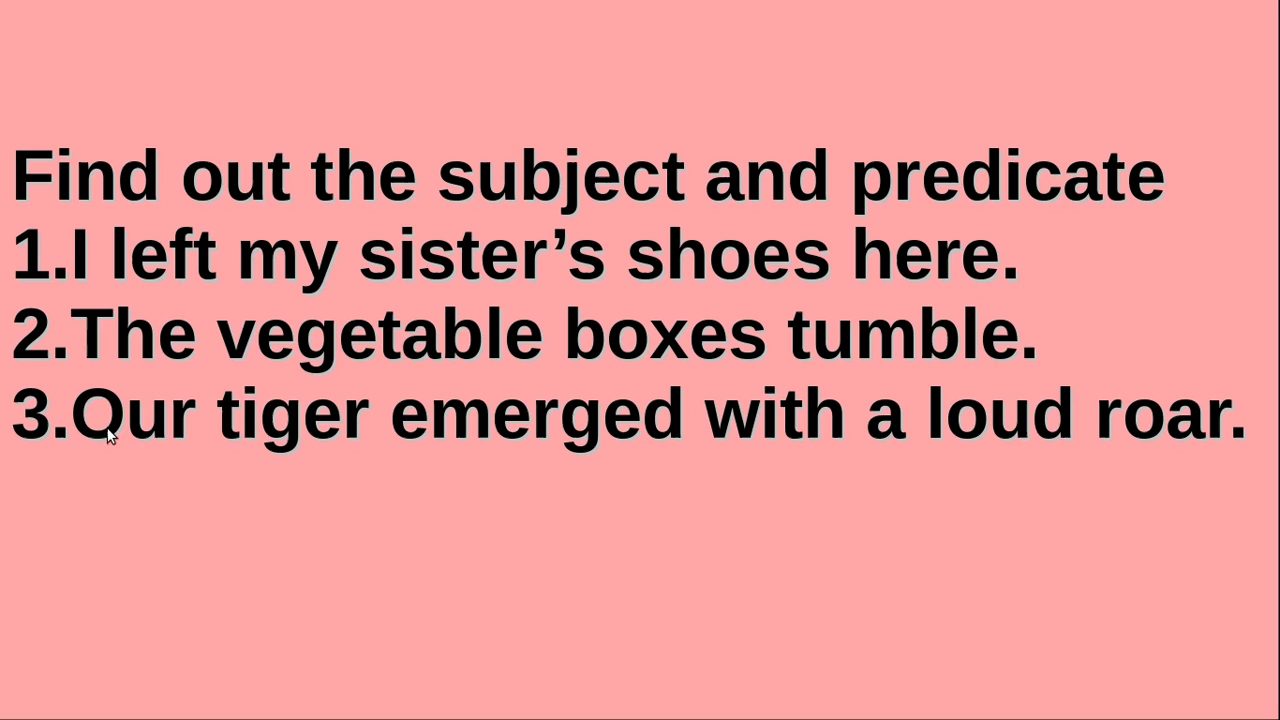 Find out the subject and predicate
1.I left my sister’s shoes here.
2.The vegetable boxes tumble.
3.Our tiger emerged with a loud roar.